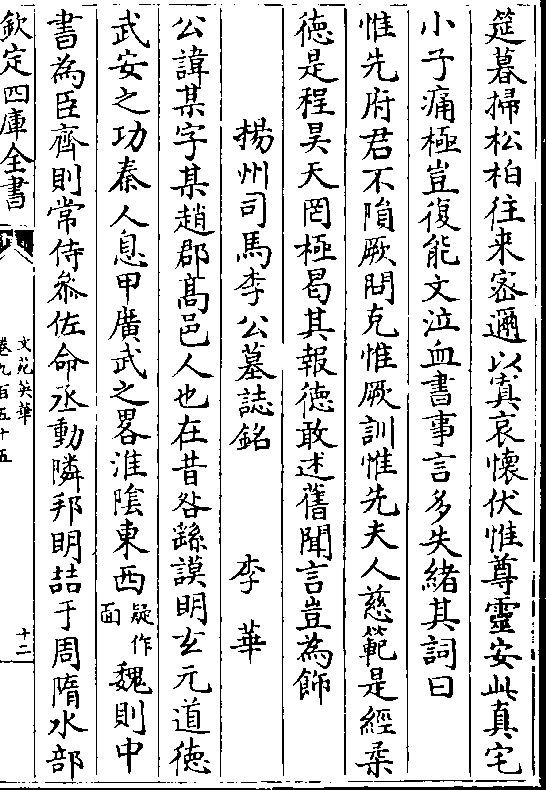 筵暮掃松柏往来密邇以寘哀懐伏惟尊靈安此真宅
小子痛極豈復能文泣血書事言多失緒其詞曰
惟先府君不隕厥問克惟厥訓惟先夫人慈範是經柔
徳是程昊天罔極曷其報徳敢述舊聞言豈為飾
揚州司馬李公墓誌銘 李華
公諱某字某趙郡髙邑人也在昔咎繇謨明玄元道徳
武安之功秦人息甲廣武之畧淮隂東西疑作面魏則中
書為臣齊則常侍叅佐命丞動隣邦明喆于周隋水部
欽定四庫全書
文苑英華
卷九百五十五
十二